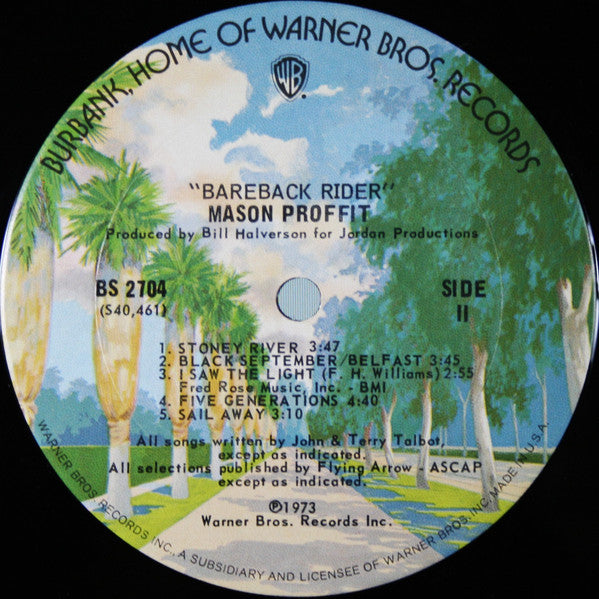 BURBANK, HOME OF WARNER BROS. RECORDS
WB
"BAREBACK RIDER"
MASON PROFFIT
Produced by Bill Halverson for Jordan Productions
BS 2704
(S40,461)
SIDE
II
1. STONEY RIVER 3:47
2. BLACK SEPTEMBER/BELFAST 3:45
3. I SAW THE LIGHT (F. H. Williams) 2:55
Fred Rose Music, Inc. - BMI
4. FIVE GENERATIONS 4:40
5. SAIL AWAY 3:10
All songs written by John & Terry Talbot,
except as indicated.
All selections published by Flying Arrow - ASCAP
except as indicated.
℗1973
Warner Bros. Records Inc.
WARNER BROS. RECORDS INC., A SUBSIDIARY AND LICENSEE OF WARNER BROS. INC. MADE IN U.S.A.